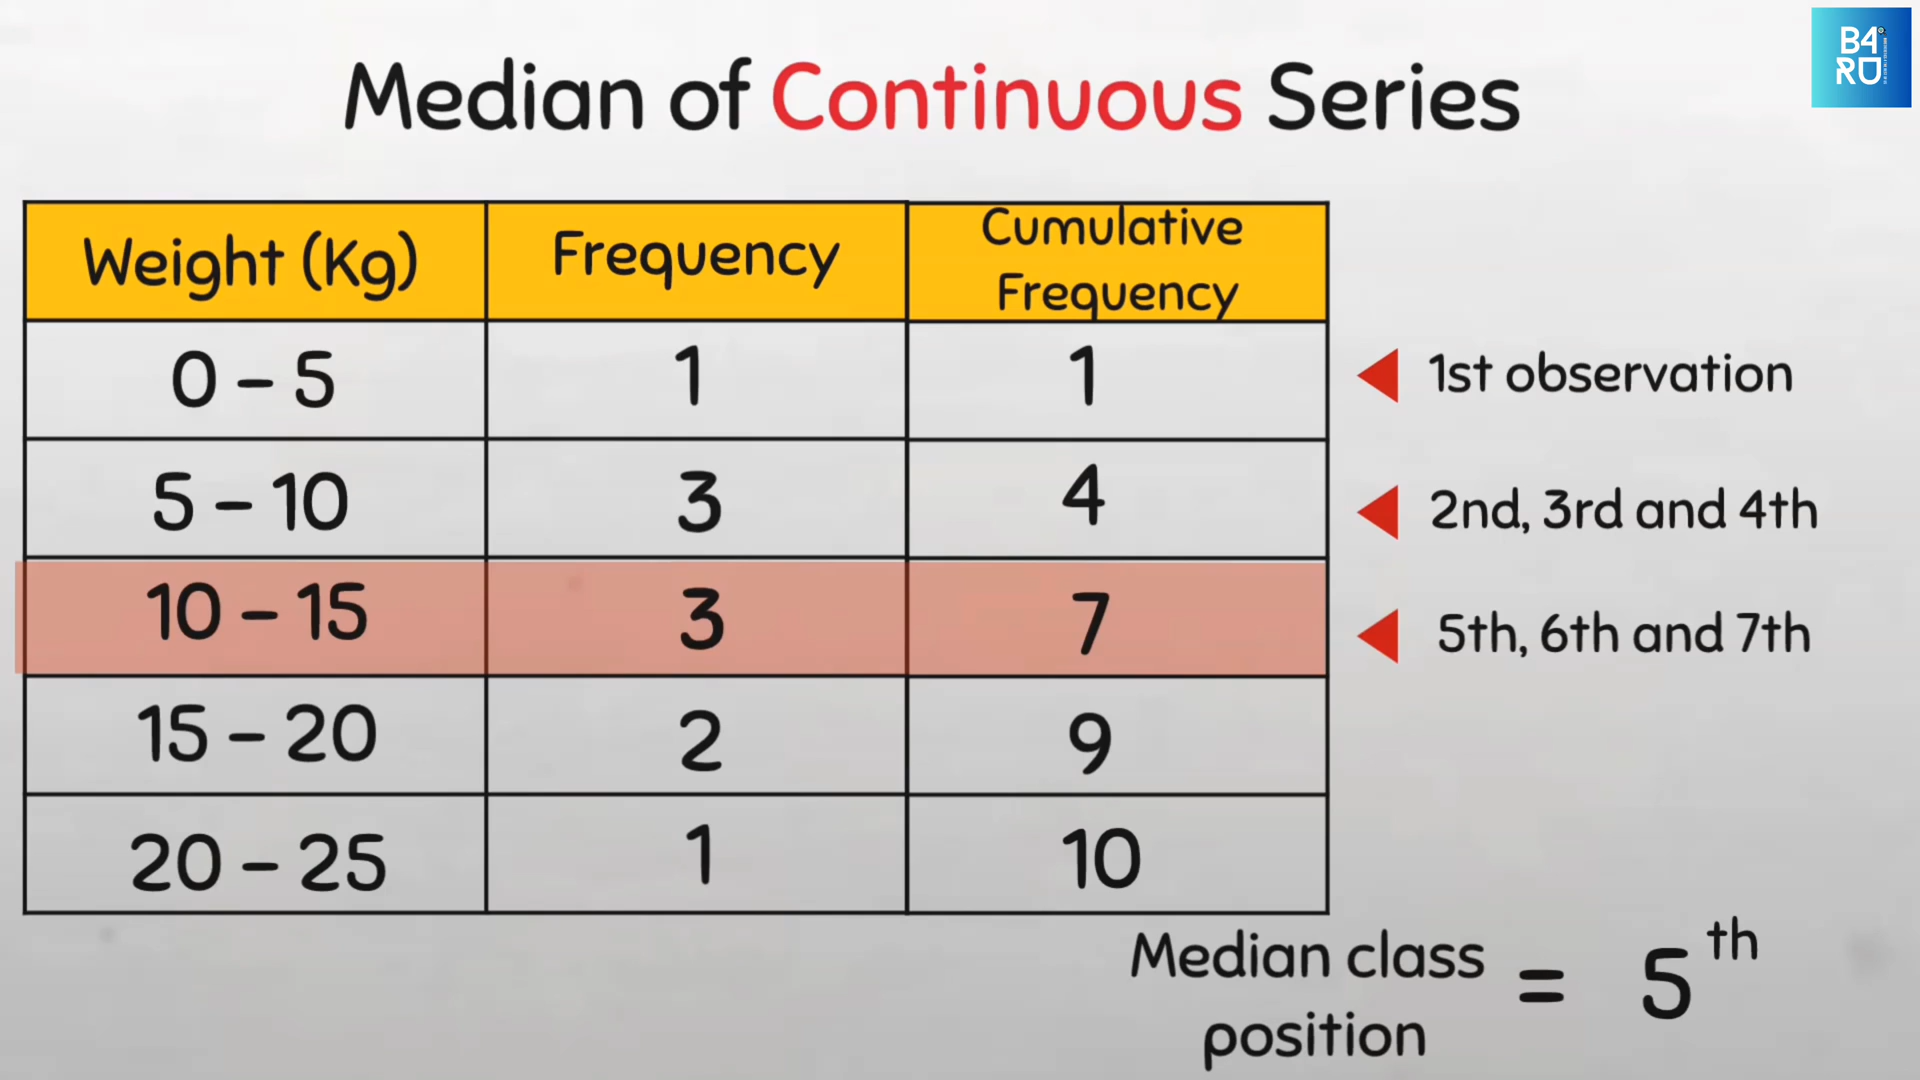 B4
RU
Median of Continuous Series
Weight (Kg) Frequency Cumulative Frequency
0 – 5 1 1
1st observation
5 – 10 3 4
2nd, 3rd and 4th
10 – 15 3 7
5th, 6th and 7th
15 – 20 2 9
20 – 25 1 10
Median class
position = 5th